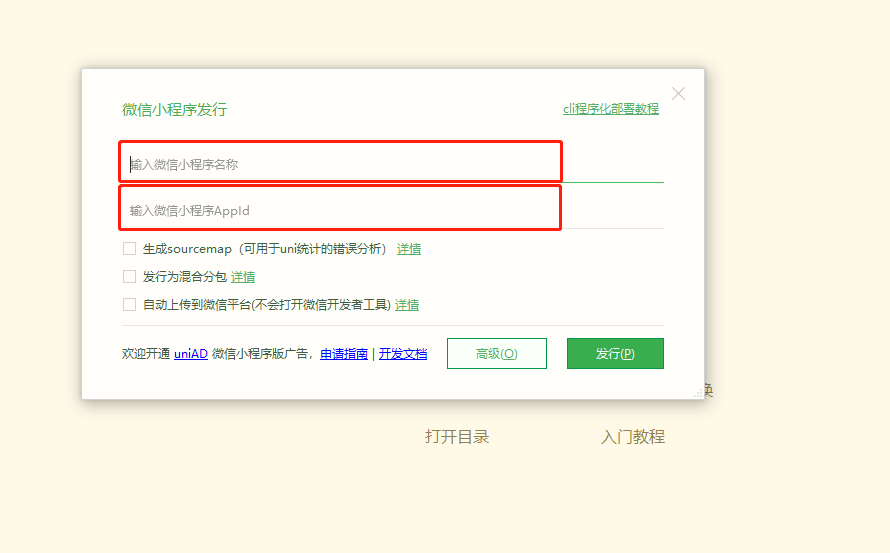 微信小程序发行 cli程序化部署教程
输入微信小程序名称
输入微信小程序AppId
生成sourcemap（可用于uni统计的错误分析） 详情
发行为混合分包 详情
自动上传到微信平台(不会打开微信开发者工具) 详情
欢迎开通 uniAD 微信小程序版广告，申请指南 | 开发文档 高级(O) 发行(P)
换
打开目录 入门教程